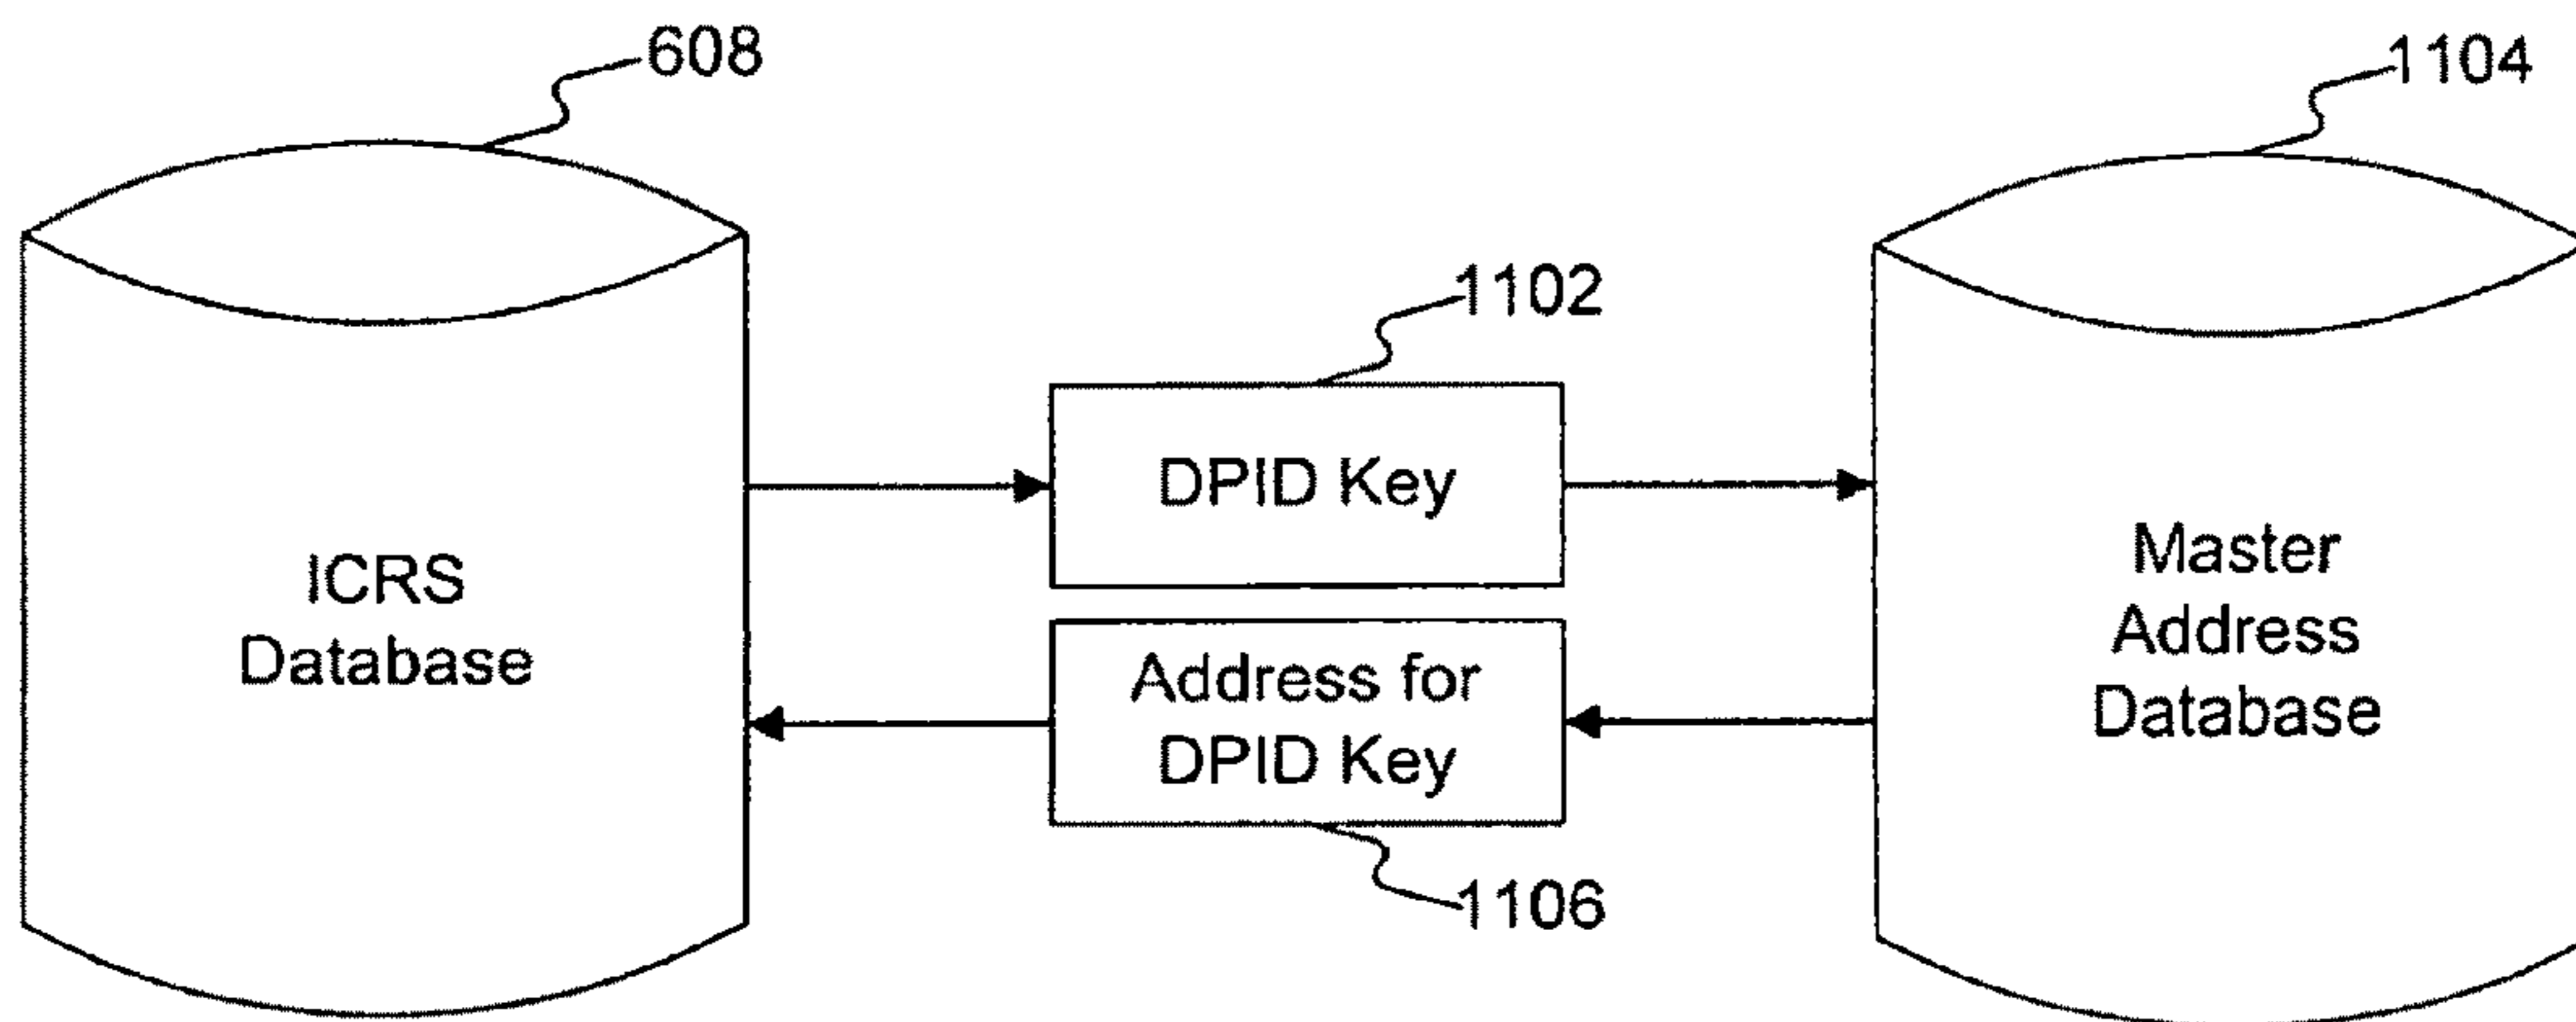 608
1104
1102
DPID Key
ICRS
Database
Master
Address
Database
Address for
DPID Key
1106